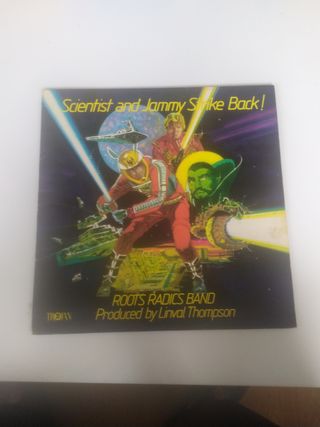 Scientist and Jammy Strike Back!
ROOTS RADICS BAND
Produced by Linval Thompson
TROJAN